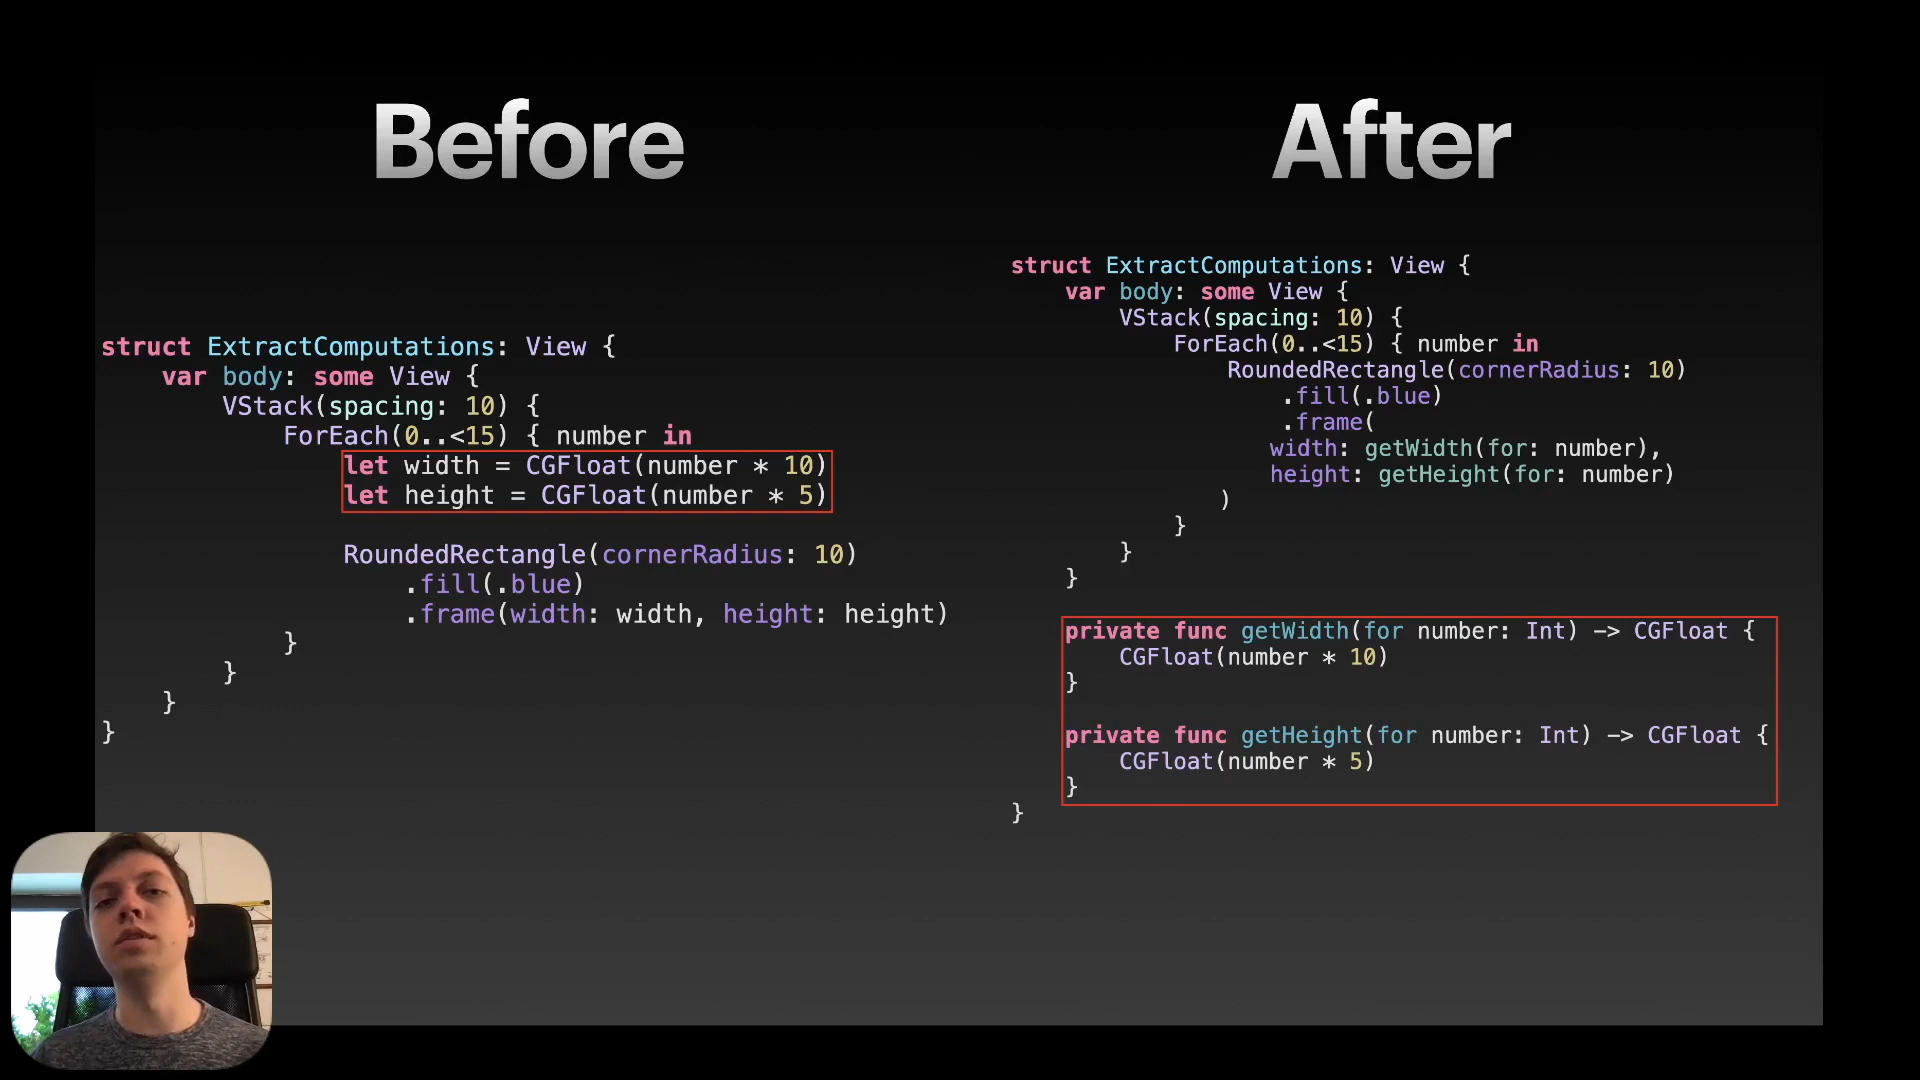 Before
struct ExtractComputations: View {
    var body: some View {
        VStack(spacing: 10) {
            ForEach(0..<15) { number in
                let width = CGFloat(number * 10)
                let height = CGFloat(number * 5)

                RoundedRectangle(cornerRadius: 10)
                    .fill(.blue)
                    .frame(width: width, height: height)
            }
        }
    }
}
After
struct ExtractComputations: View {
    var body: some View {
        VStack(spacing: 10) {
            ForEach(0..<15) { number in
                RoundedRectangle(cornerRadius: 10)
                    .fill(.blue)
                    .frame(
                   width: getWidth(for: number),
                   height: getHeight(for: number)
               )
            }
        }
    }

    private func getWidth(for number: Int) -> CGFloat {
        CGFloat(number * 10)
    }

    private func getHeight(for number: Int) -> CGFloat {
        CGFloat(number * 5)
    }
}